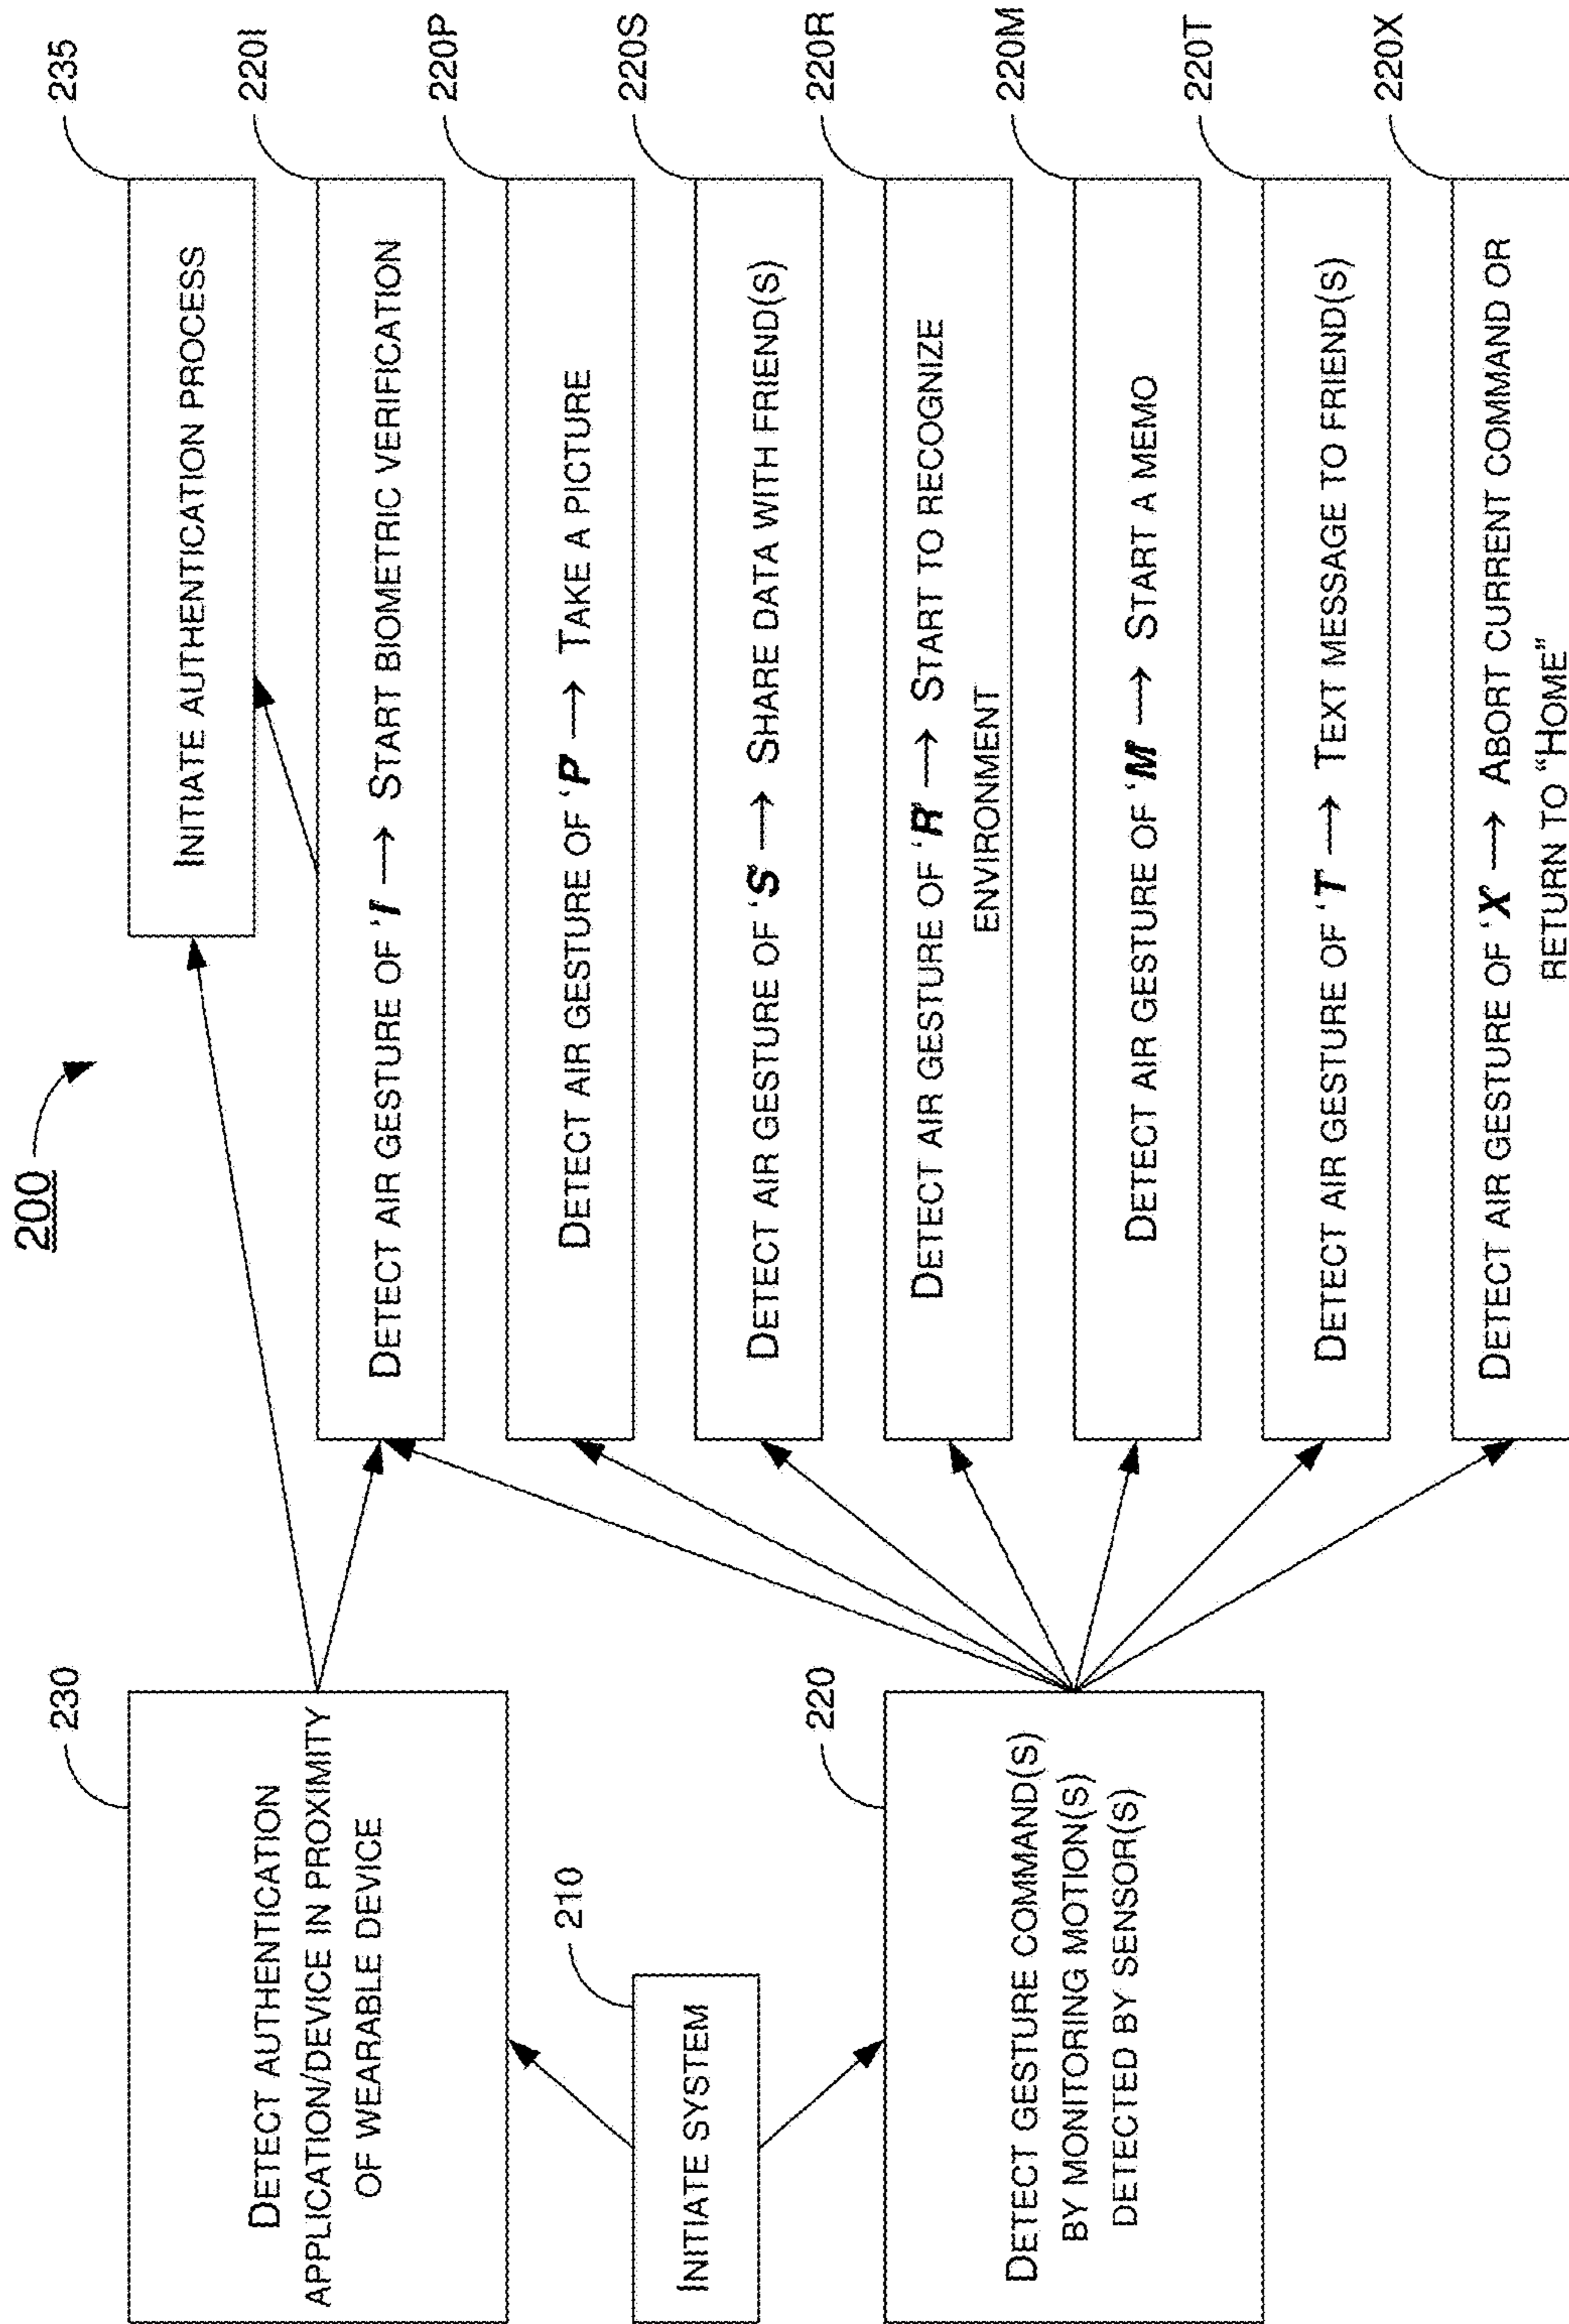 200
230
DETECT AUTHENTICATION
APPLICATION/DEVICE IN PROXIMITY
OF WEARABLE DEVICE
210
INITIATE SYSTEM
220
DETECT GESTURE COMMAND(S)
BY MONITORING MOTION(S)
DETECTED BY SENSOR(S)
INITIATE AUTHENTICATION PROCESS
235
DETECT AIR GESTURE OF 'I' → START BIOMETRIC VERIFICATION
220I
DETECT AIR GESTURE OF 'P' → TAKE A PICTURE
220P
DETECT AIR GESTURE OF 'S' → SHARE DATA WITH FRIEND(S)
220S
DETECT AIR GESTURE OF 'R' → START TO RECOGNIZE
ENVIRONMENT
220R
DETECT AIR GESTURE OF 'M' → START A MEMO
220M
DETECT AIR GESTURE OF 'T' → TEXT MESSAGE TO FRIEND(S)
220T
DETECT AIR GESTURE OF 'X' → ABORT CURRENT COMMAND OR
RETURN TO "HOME"
220X